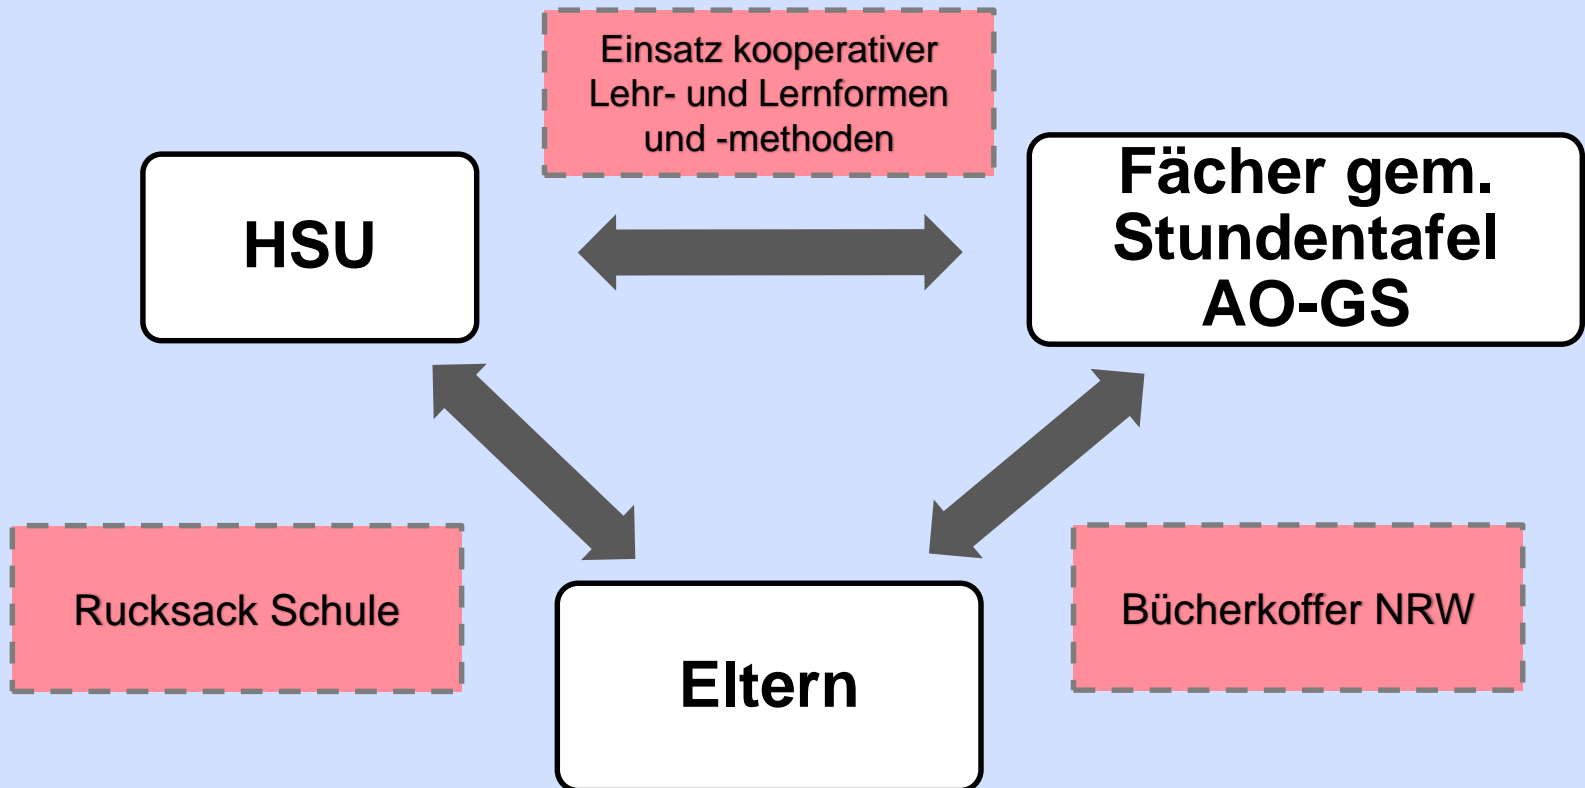 Einsatz kooperativer
Lehr- und Lernformen
und -methoden
HSU
Fächer gem.
Stundentafel
AO-GS
Rucksack Schule
Bücherkoffer NRW
Eltern